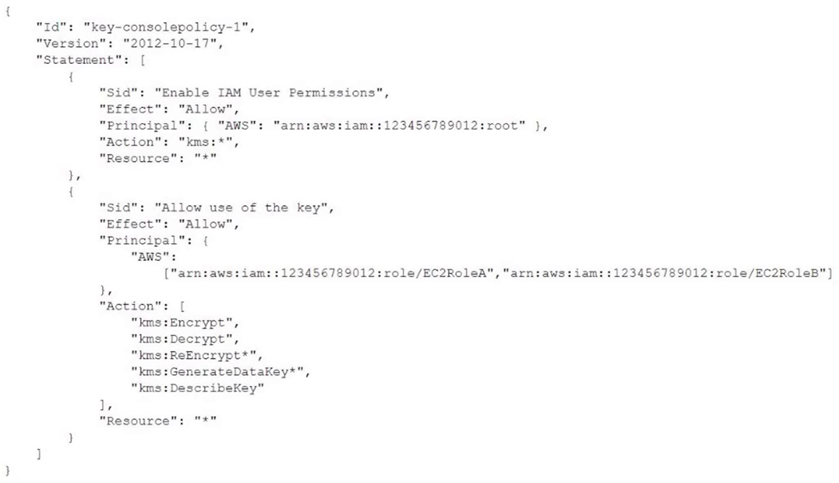 {
    "Id": "key-consolepolicy-1",
    "Version": "2012-10-17",
    "Statement": [
        {
            "Sid": "Enable IAM User Permissions",
            "Effect": "Allow",
            "Principal": { "AWS": "arn:aws:iam::123456789012:root" },
            "Action": "kms:*",
            "Resource": "*"
        },
        {
            "Sid": "Allow use of the key",
            "Effect": "Allow",
            "Principal": {
                "AWS":
                    ["arn:aws:iam::123456789012:role/EC2RoleA","arn:aws:iam::123456789012:role/EC2RoleB"]
            },
            "Action": [
                "kms:Encrypt",
                "kms:Decrypt",
                "kms:ReEncrypt*",
                "kms:GenerateDataKey*",
                "kms:DescribeKey"
            ],
            "Resource": "*"
        }
    ]
}